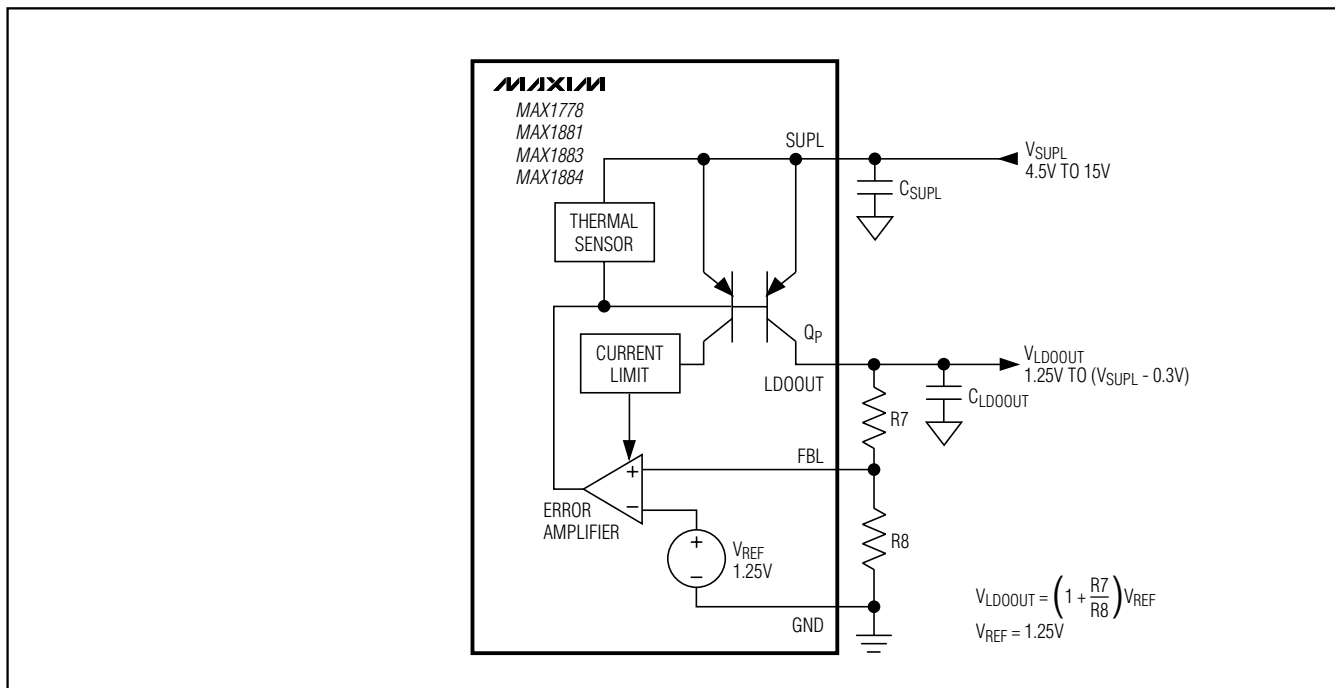 MAXIM
MAX1778
MAX1881
MAX1883
MAX1884
SUPL
VSUPL
4.5V TO 15V
CSUPL
THERMAL
SENSOR
QP
CURRENT
LIMIT
LDOOUT
VLDOOUT
1.25V TO (VSUPL - 0.3V)
CLDOOUT
R7
FBL
+
−
ERROR
AMPLIFIER
R8
+
−
VREF
1.25V
GND
VLDOOUT = (1 + R7/R8) VREF
VREF = 1.25V